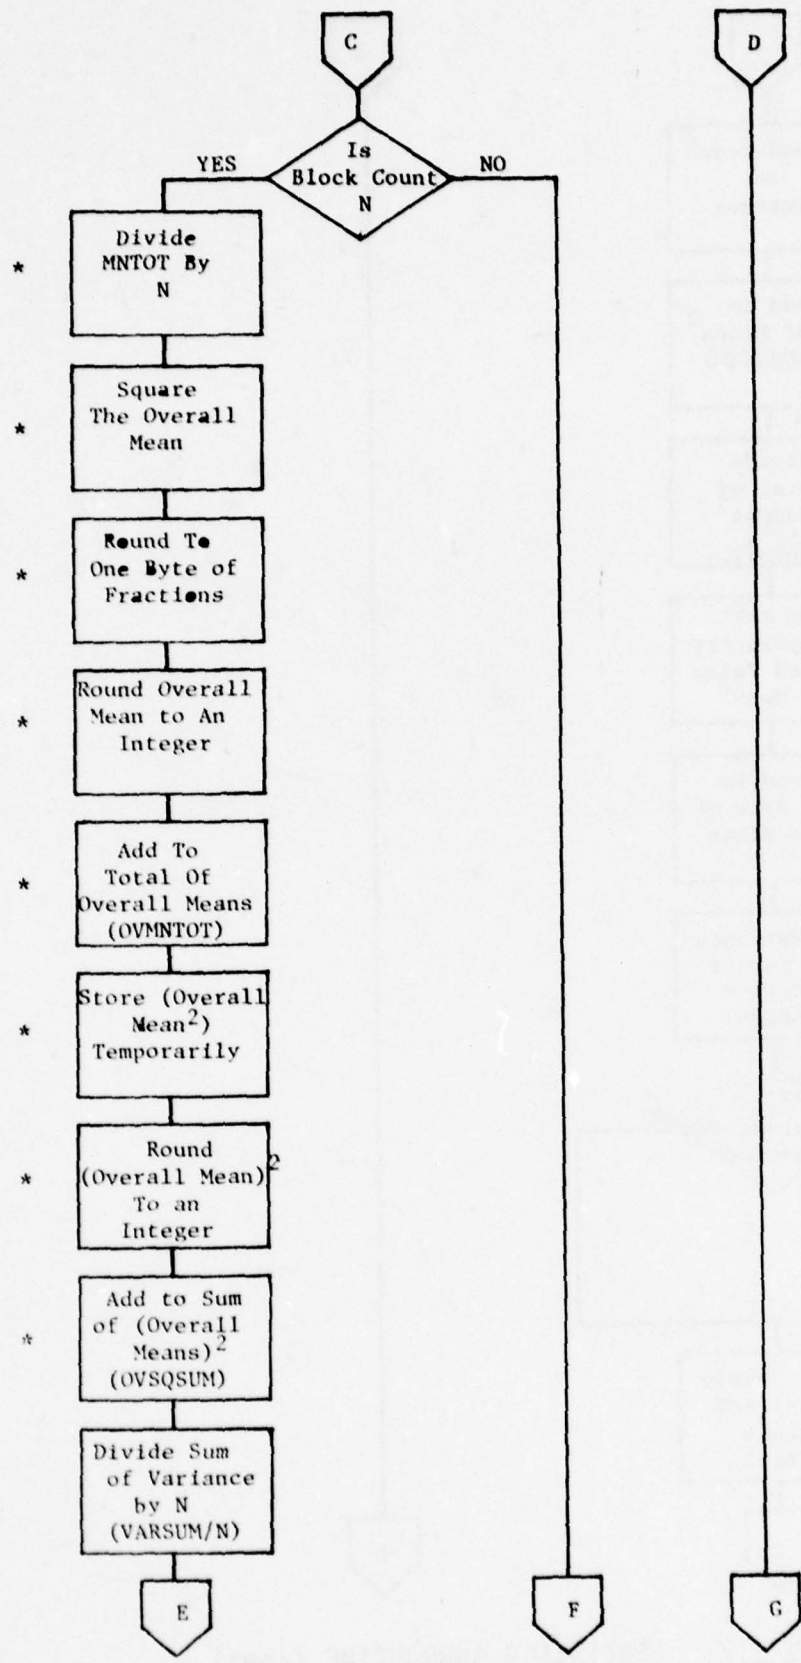 C
D
YES
Is
Block Count
N
NO
Divide
MNTOT By
N
*
Square
The Overall
Mean
*
Round To
One Byte of
Fractions
*
Round Overall
Mean to An
Integer
*
Add To
Total Of
Overall Means
(OVMNTOT)
*
Store (Overall
Mean²)
Temporarily
*
Round
(Overall Mean)²
To an
Integer
*
Add to Sum
of (Overall
Means)²
(OVSQSUM)
*
Divide Sum
of Variance
by N
(VARSUM/N)
E
F
G